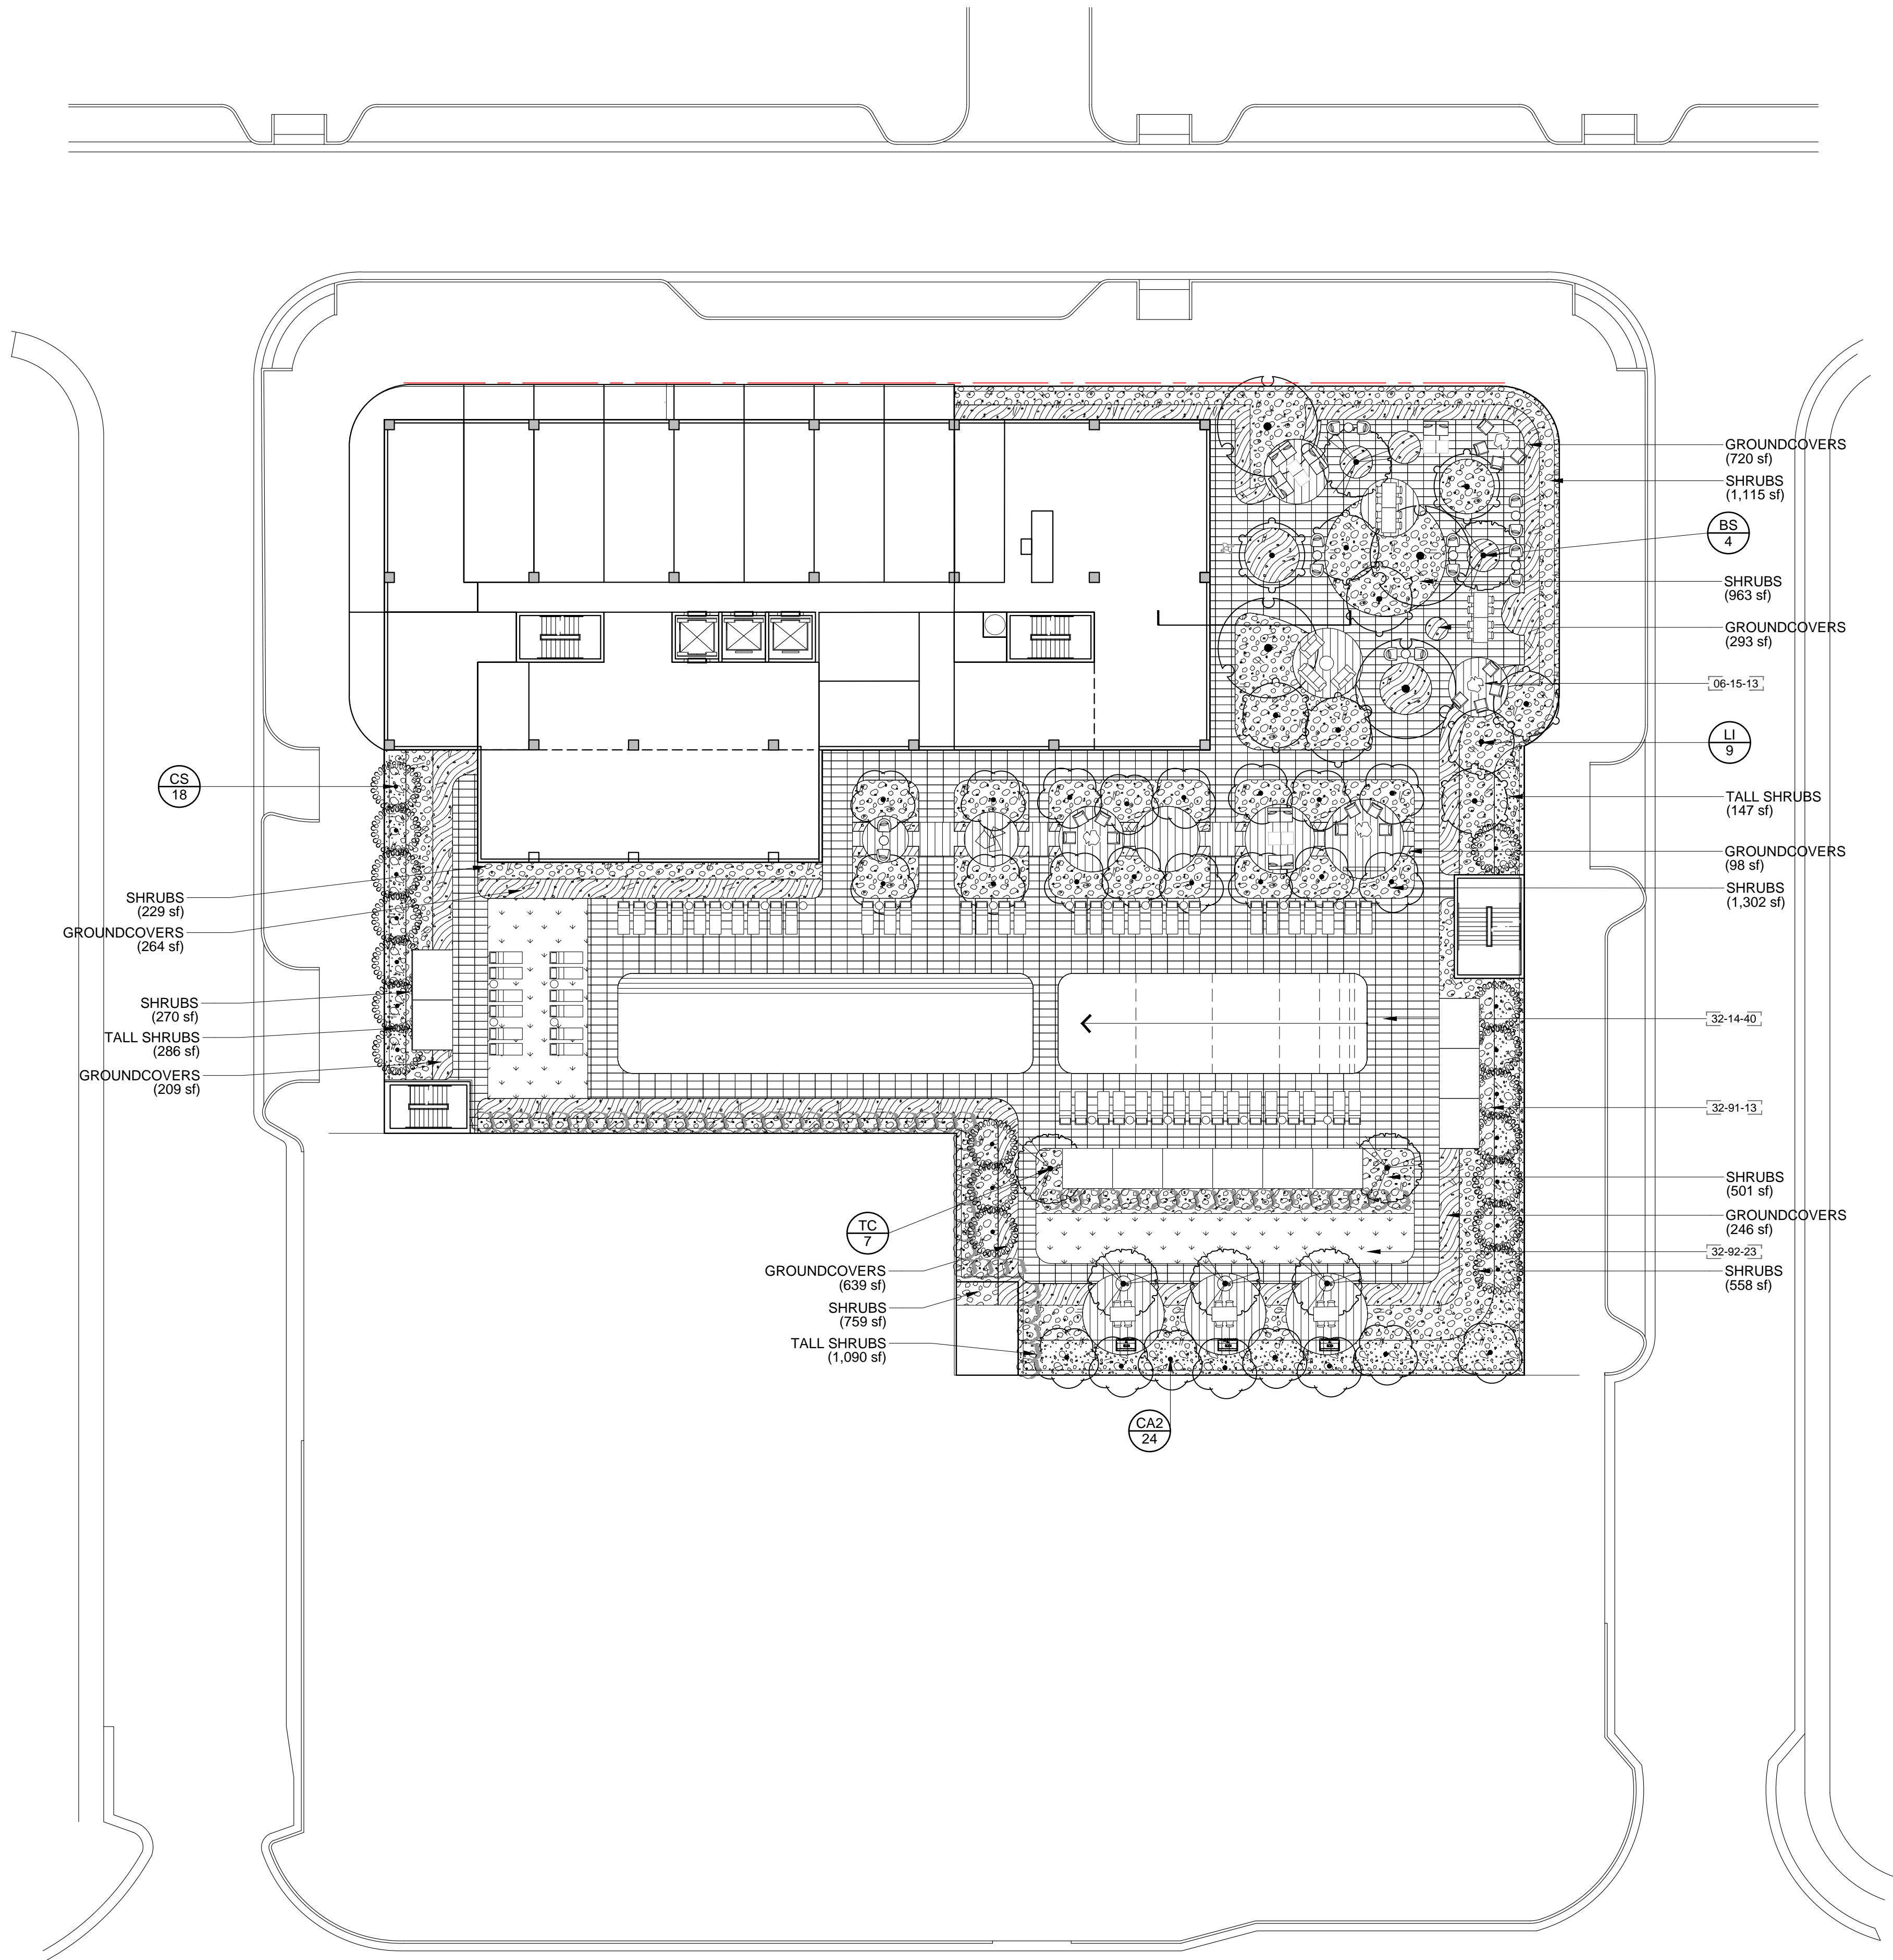 GROUNDCOVERS
(720 sf)
SHRUBS
(1,115 sf)
BS
4
SHRUBS
(963 sf)
GROUNDCOVERS
(293 sf)
06-15-13
LI
9
CS
18
TALL SHRUBS
(147 sf)
GROUNDCOVERS
(98 sf)
SHRUBS
(1,302 sf)
SHRUBS
(229 sf)
GROUNDCOVERS
(264 sf)
SHRUBS
(270 sf)
TALL SHRUBS
(286 sf)
GROUNDCOVERS
(209 sf)
32-14-40
32-91-13
SHRUBS
(501 sf)
GROUNDCOVERS
(246 sf)
32-92-23
SHRUBS
(558 sf)
TC
7
GROUNDCOVERS
(639 sf)
SHRUBS
(759 sf)
TALL SHRUBS
(1,090 sf)
CA2
24